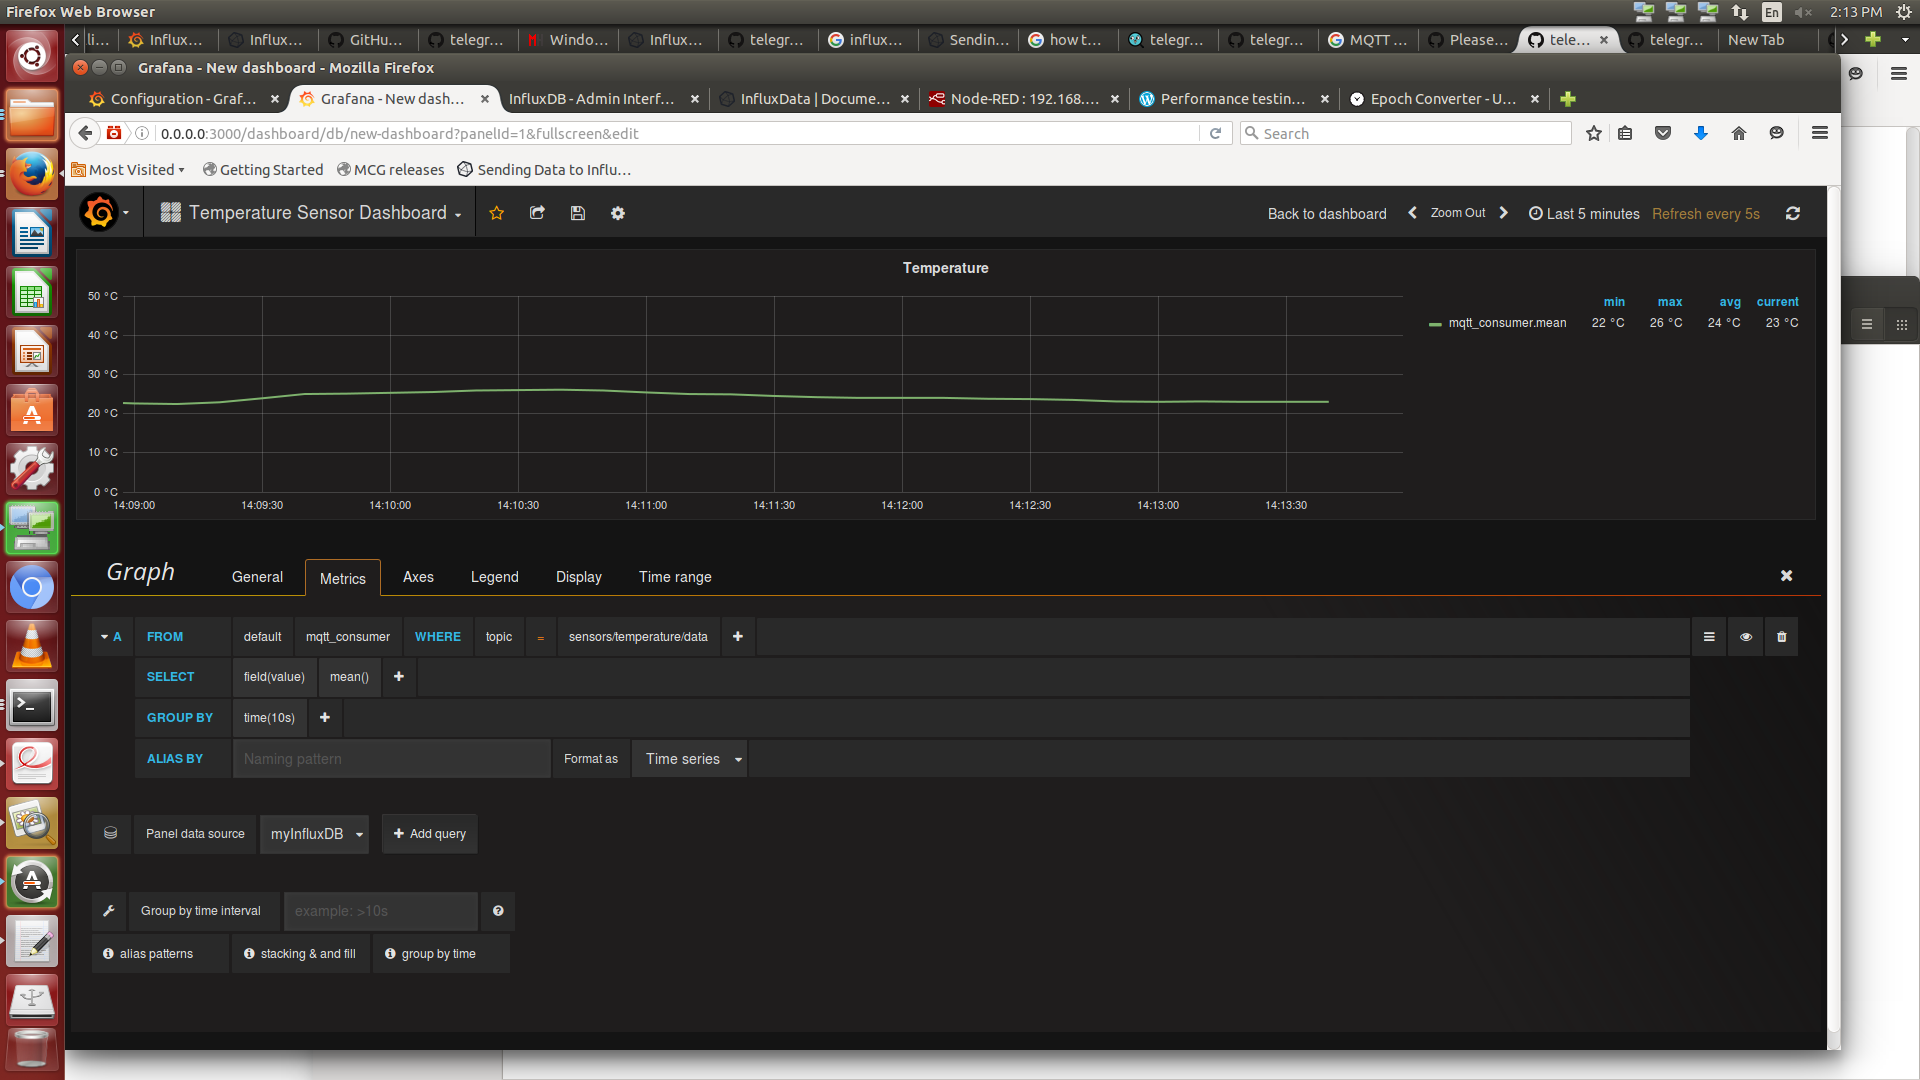 Firefox Web Browser
En
2:13 PM
li...
Influx...
Influx...
GitHu...
telegr...
Windo...
Influx...
telegr...
influx...
Sendin...
how t...
telegr...
telegr...
MQTT ...
Please...
tele...
telegr...
New Tab
Grafana - New dashboard - Mozilla Firefox
Configuration - Graf...
Grafana - New dash...
InfluxDB - Admin Interf...
InfluxData | Docume...
Node-RED : 192.168....
Performance testin...
Epoch Converter - U...
0.0.0.0:3000/dashboard/db/new-dashboard?panelId=1&fullscreen&edit
Search
Most Visited
Getting Started
MCG releases
Sending Data to Influ...
Temperature Sensor Dashboard
Back to dashboard
Zoom Out
Last 5 minutes
Refresh every 5s
Temperature
50 °C
40 °C
30 °C
20 °C
10 °C
0 °C
14:09:00
14:09:30
14:10:00
14:10:30
14:11:00
14:11:30
14:12:00
14:12:30
14:13:00
14:13:30
min max avg current
mqtt_consumer.mean 22 °C 26 °C 24 °C 23 °C
Graph
General
Metrics
Axes
Legend
Display
Time range
A FROM default mqtt_consumer WHERE topic = sensors/temperature/data
SELECT field(value) mean()
GROUP BY time(10s)
ALIAS BY Naming pattern Format as Time series
Panel data source myInfluxDB Add query
Group by time interval example: >10s
alias patterns
stacking & and fill
group by time